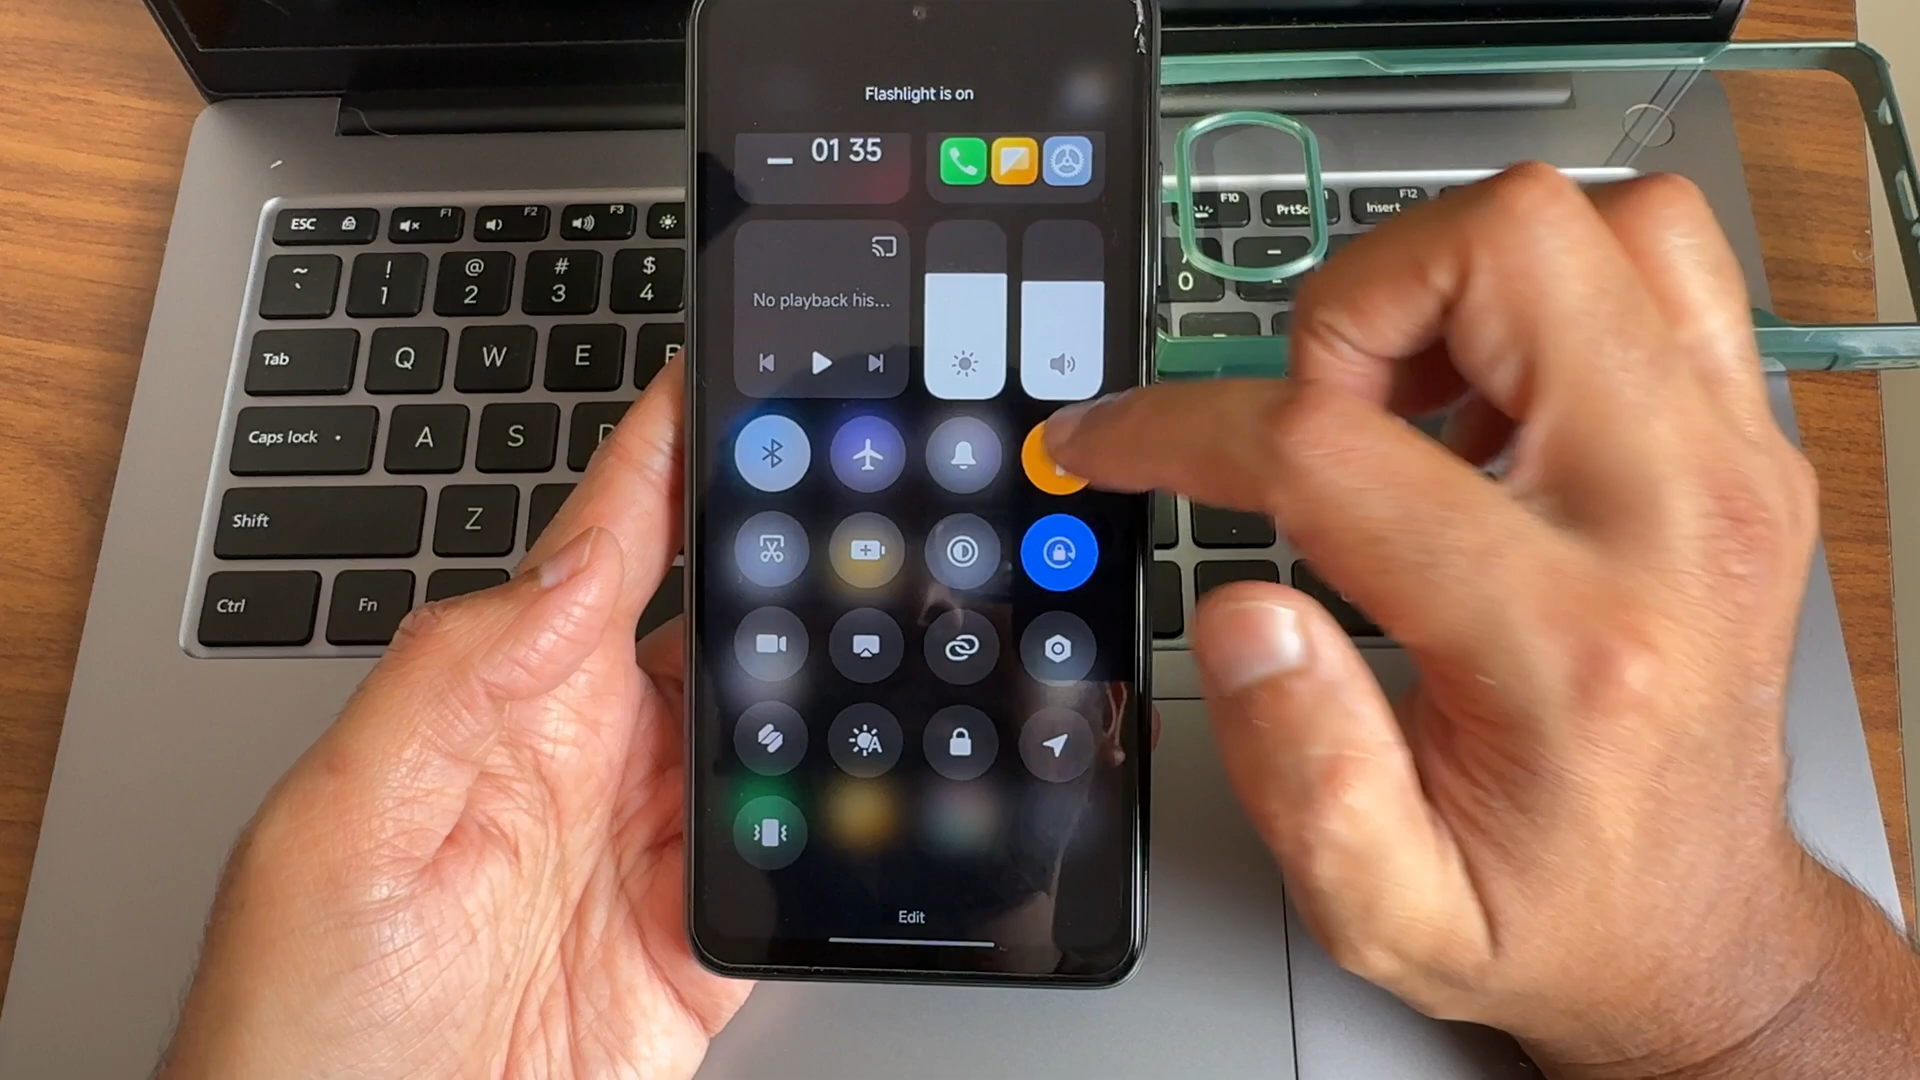 Flashlight is on
01 35
No playback his...
Edit
ESC
F1
F2
F3
F10
PrtSc
F12
Insert
~
`
!
1
@
2
#
3
$
4
-
0
Tab
Q
W
E
Caps lock
A
S
Shift
Z
Ctrl
Fn
A